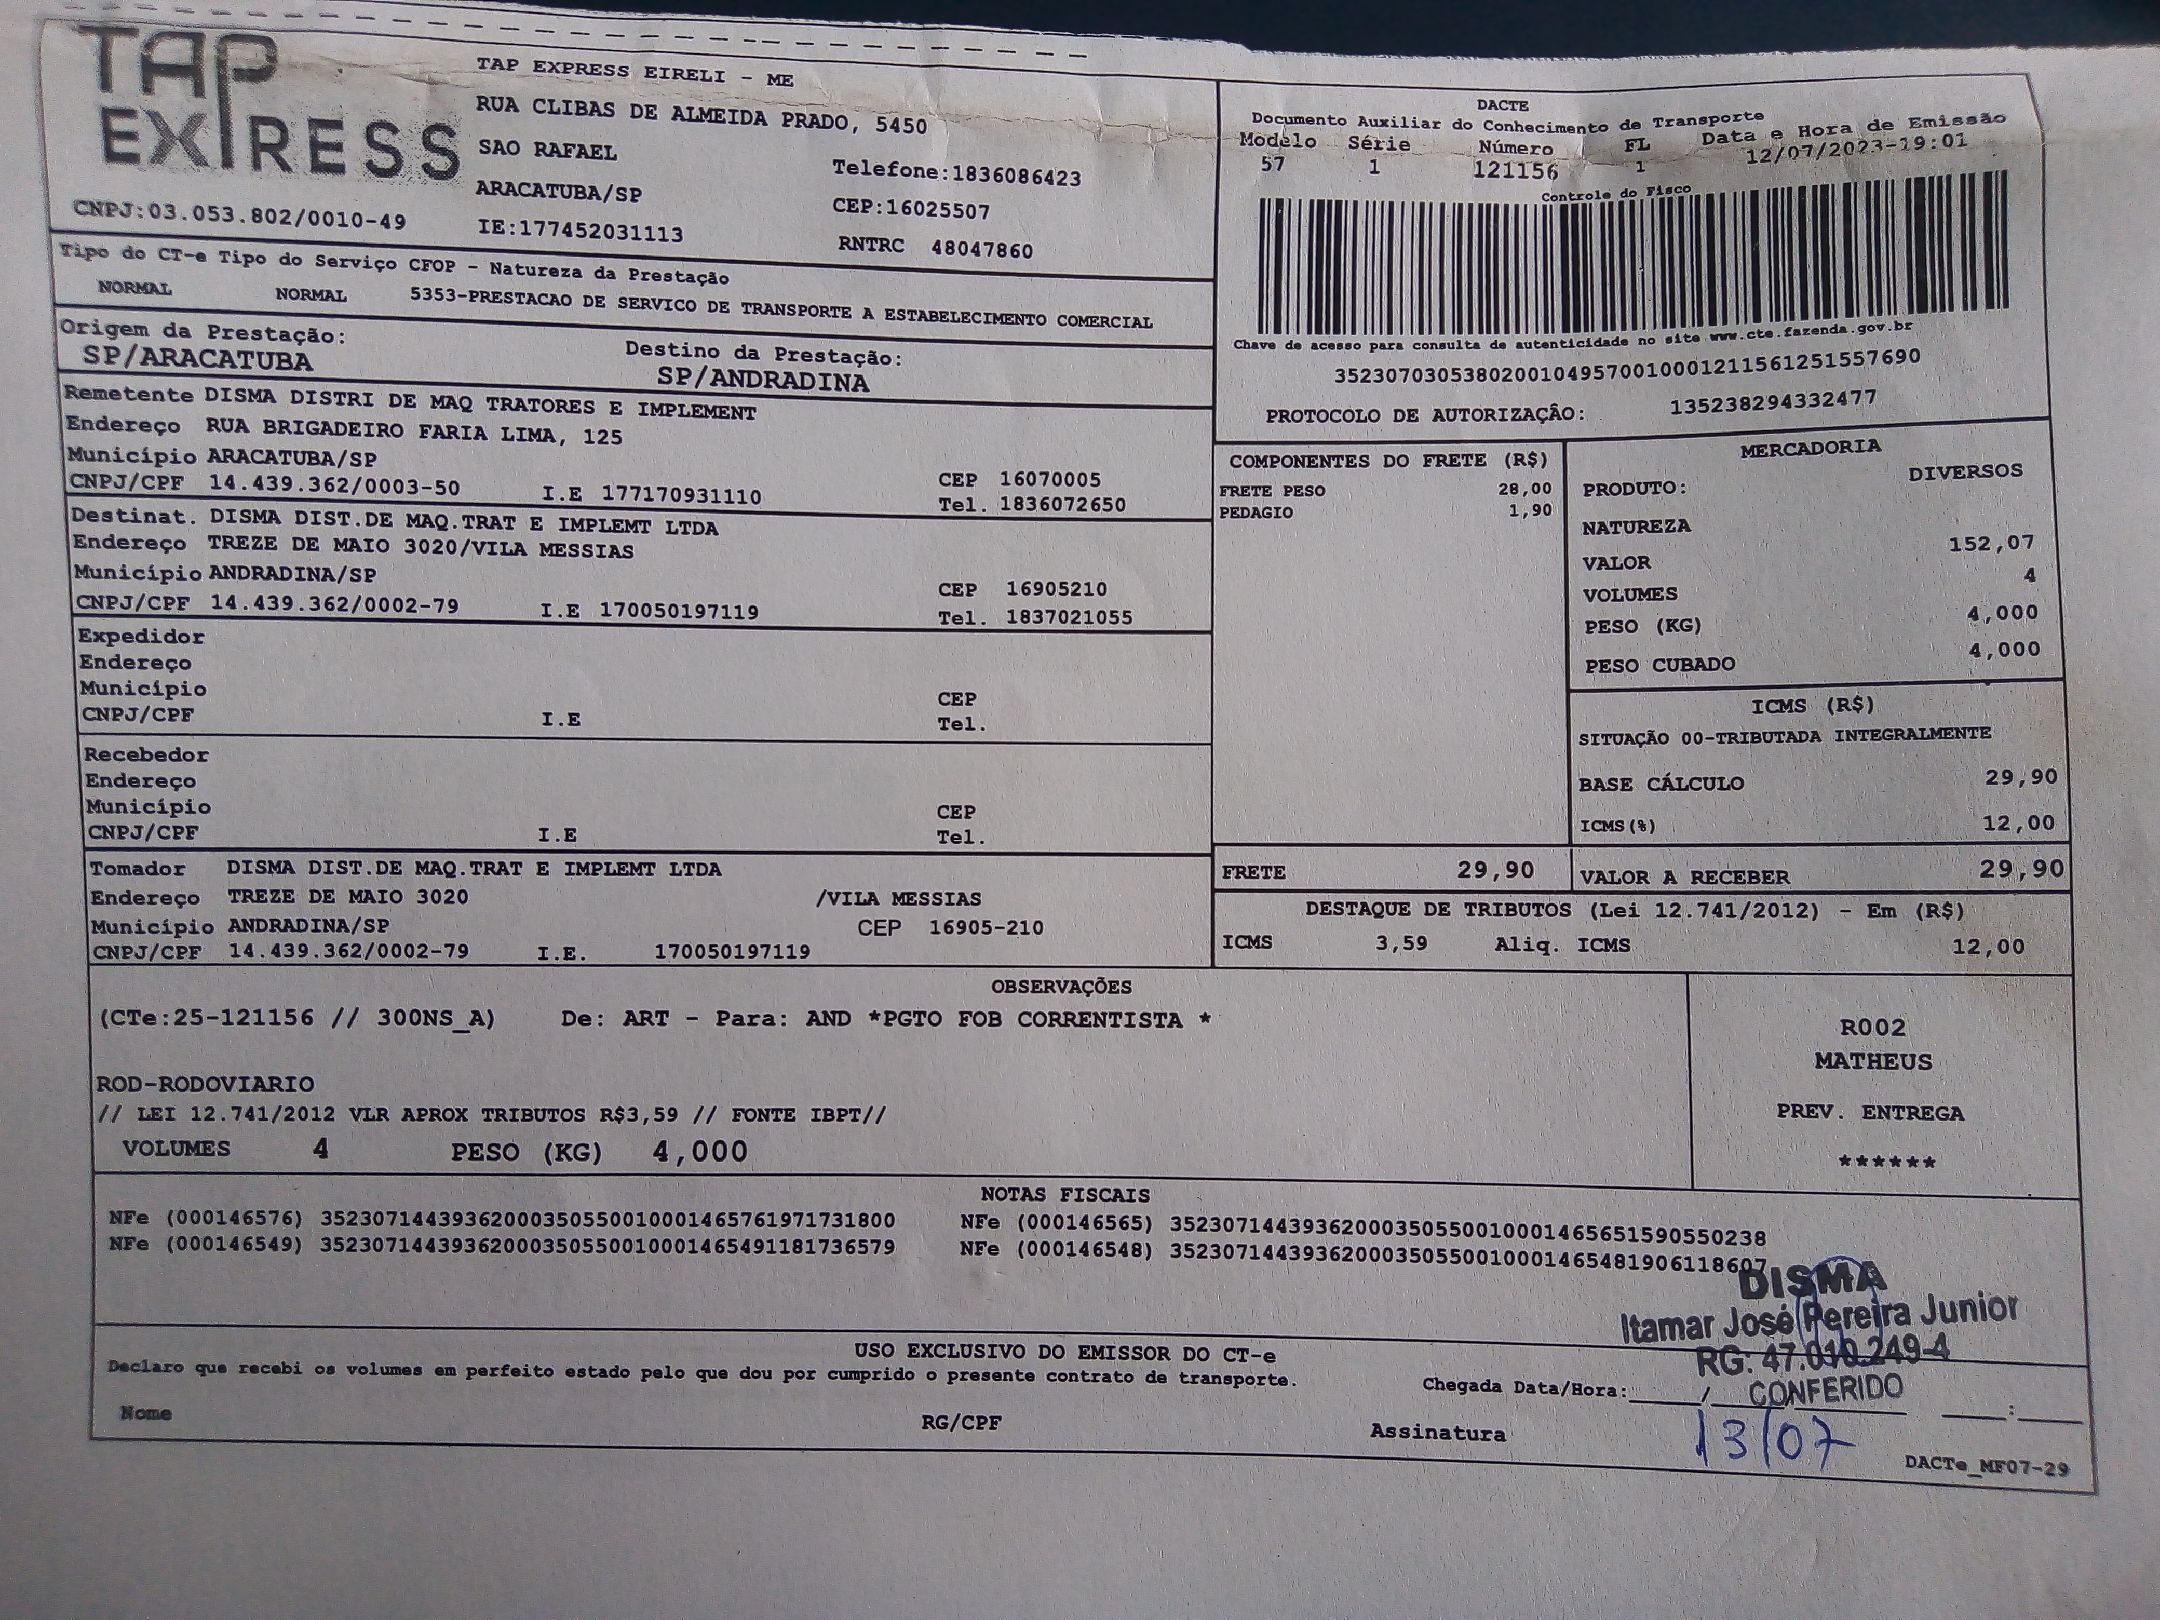 TAP EXPRESS
TAP EXPRESS EIRELI - ME
RUA CLIBAS DE ALMEIDA PRADO, 5450
SAO RAFAEL
Telefone:1836086423
ARACATUBA/SP
CEP:16025507
CNPJ:03.053.802/0010-49
IE:177452031113
RNTRC 48047860
DACTE
Documento Auxiliar do Conhecimento de Transporte
Modelo Série Número FL Data e Hora de Emissão
57 1 121156 1 12/07/2023-19:01
Controle do Fisco
Chave de acesso para consulta de autenticidade no site www.cte.fazenda.gov.br
35230703053802001049570010001211561251557690
PROTOCOLO DE AUTORIZAÇÃO: 135238294332477
Tipo do CT-e Tipo do Serviço CFOP - Natureza da Prestação
NORMAL NORMAL 5353-PRESTACAO DE SERVICO DE TRANSPORTE A ESTABELECIMENTO COMERCIAL
Origem da Prestação: Destino da Prestação:
SP/ARACATUBA SP/ANDRADINA
Remetente DISMA DISTRI DE MAQ TRATORES E IMPLEMENT
Endereço RUA BRIGADEIRO FARIA LIMA, 125
Município ARACATUBA/SP CEP 16070005
CNPJ/CPF 14.439.362/0003-50 I.E 177170931110 Tel. 1836072650
Destinat. DISMA DIST.DE MAQ.TRAT E IMPLEMT LTDA
Endereço TREZE DE MAIO 3020/VILA MESSIAS
Município ANDRADINA/SP CEP 16905210
CNPJ/CPF 14.439.362/0002-79 I.E 170050197119 Tel. 1837021055
Expedidor
Endereço
Município CEP
CNPJ/CPF I.E Tel.
Recebedor
Endereço
Município CEP
CNPJ/CPF I.E Tel.
Tomador DISMA DIST.DE MAQ.TRAT E IMPLEMT LTDA
Endereço TREZE DE MAIO 3020 /VILA MESSIAS
Município ANDRADINA/SP CEP 16905-210
CNPJ/CPF 14.439.362/0002-79 I.E. 170050197119
COMPONENTES DO FRETE (R$)
FRETE PESO 28,00
PEDAGIO 1,90
MERCADORIA
PRODUTO: DIVERSOS
NATUREZA
VALOR 152,07
VOLUMES 4
PESO (KG) 4,000
PESO CUBADO 4,000
ICMS (R$)
SITUAÇÃO 00-TRIBUTADA INTEGRALMENTE
BASE CÁLCULO 29,90
ICMS(%) 12,00
FRETE 29,90 VALOR A RECEBER 29,90
DESTAQUE DE TRIBUTOS (Lei 12.741/2012) - Em (R$)
ICMS 3,59 Aliq. ICMS 12,00
OBSERVAÇÕES
(CTe:25-121156 // 300NS_A) De: ART - Para: AND *PGTO FOB CORRENTISTA *
ROD-RODOVIARIO
// LEI 12.741/2012 VLR APROX TRIBUTOS R$3,59 // FONTE IBPT//
VOLUMES 4 PESO (KG) 4,000
R002
MATHEUS
PREV. ENTREGA
******
NOTAS FISCAIS
NFe (000146576) 35230714439362000350550010001465761971731800 NFe (000146565) 35230714439362000350550010001465651590550238
NFe (000146549) 35230714439362000350550010001465491181736579 NFe (000146548) 35230714439362000350550010001465481906118607
DISMA
Itamar José Pereira Junior
RG: 47.010.249-4
CONFERIDO
USO EXCLUSIVO DO EMISSOR DO CT-e
Declaro que recebi os volumes em perfeito estado pelo que dou por cumprido o presente contrato de transporte.
Chegada Data/Hora:_____/_____ ____:____
Nome RG/CPF Assinatura
13/07
DACTe_MF07-29